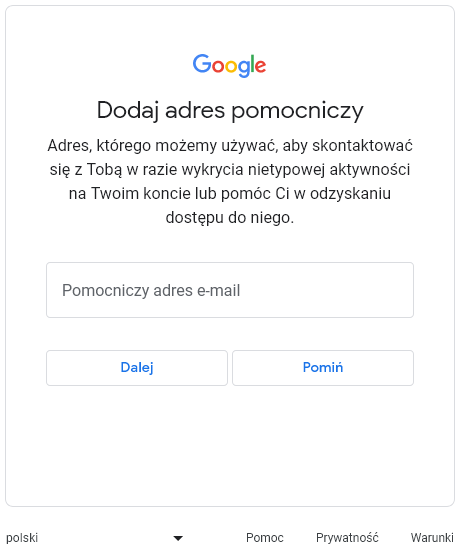 Google
Dodaj adres pomocniczy
Adres, którego możemy używać, aby skontaktować
się z Tobą w razie wykrycia nietypowej aktywności
na Twoim koncie lub pomóc Ci w odzyskaniu
dostępu do niego.
Pomocniczy adres e-mail
Dalej Pomiń
polski Pomoc Prywatność Warunki